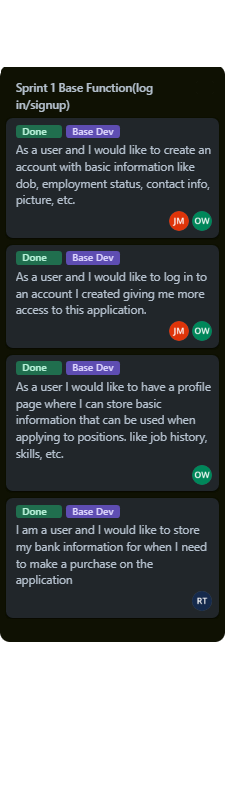 Sprint 1 Base Function(log
in/signup)
Done Base Dev
As a user and I would like to create an
account with basic information like
dob, employment status, contact info,
picture, etc.
JM OW
Done Base Dev
As a user and I would like to log in to
an account I created giving me more
access to this application.
JM OW
Done Base Dev
As a user I would like to have a profile
page where I can store basic
information that can be used when
applying to positions. like job history,
skills, etc.
OW
Done Base Dev
I am a user and I would like to store
my bank information for when I need
to make a purchase on the
application
RT